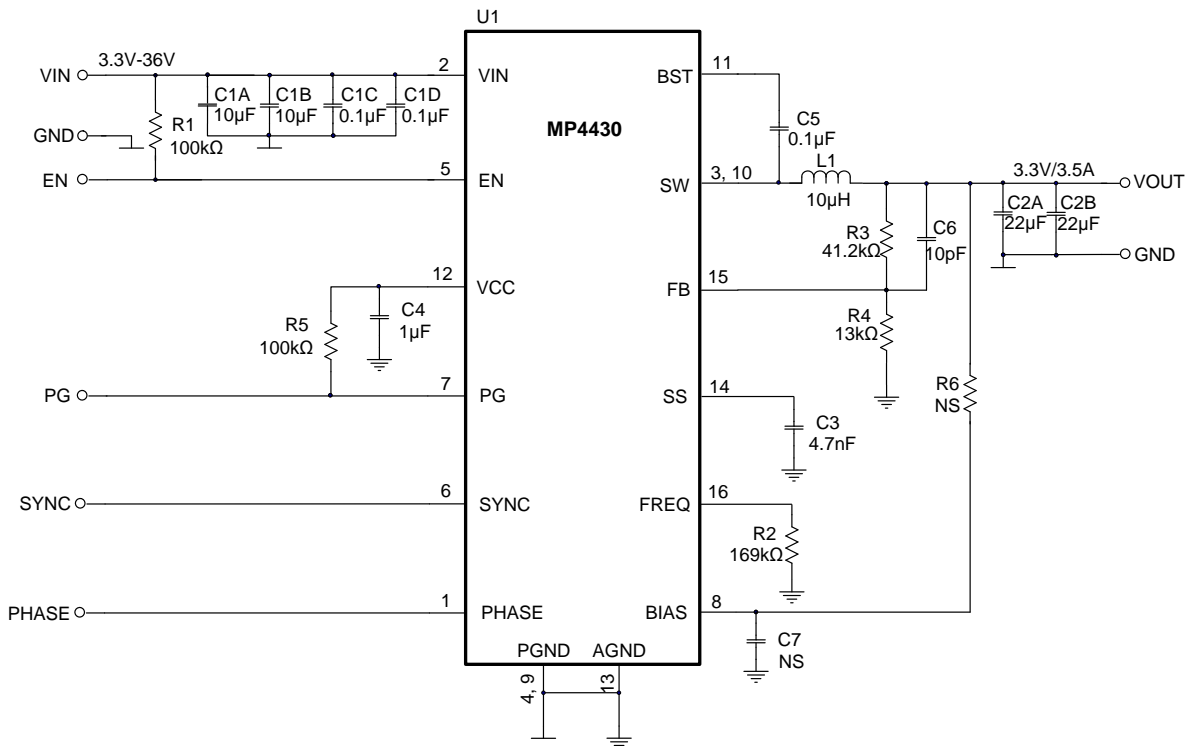 U1
3.3V-36V
VIN
2
VIN
BST
11
C1A
10µF
C1B
10µF
C1C
0.1µF
C1D
0.1µF
MP4430
C5
0.1µF
GND
R1
100kΩ
L1
10µH
3.3V/3.5A
EN
5
EN
SW
3, 10
VOUT
C2A
22µF
C2B
22µF
R3
41.2kΩ
C6
10pF
GND
12
VCC
FB
15
C4
1µF
R5
100kΩ
R4
13kΩ
R6
NS
PG
7
PG
SS
14
C3
4.7nF
SYNC
6
SYNC
FREQ
16
R2
169kΩ
PHASE
1
PHASE
BIAS
8
C7
NS
PGND
AGND
4, 9
13